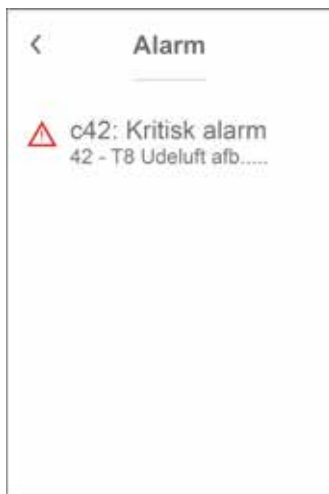 Alarm
c42: Kritisk alarm
42 - T8 Udeluft afb.....